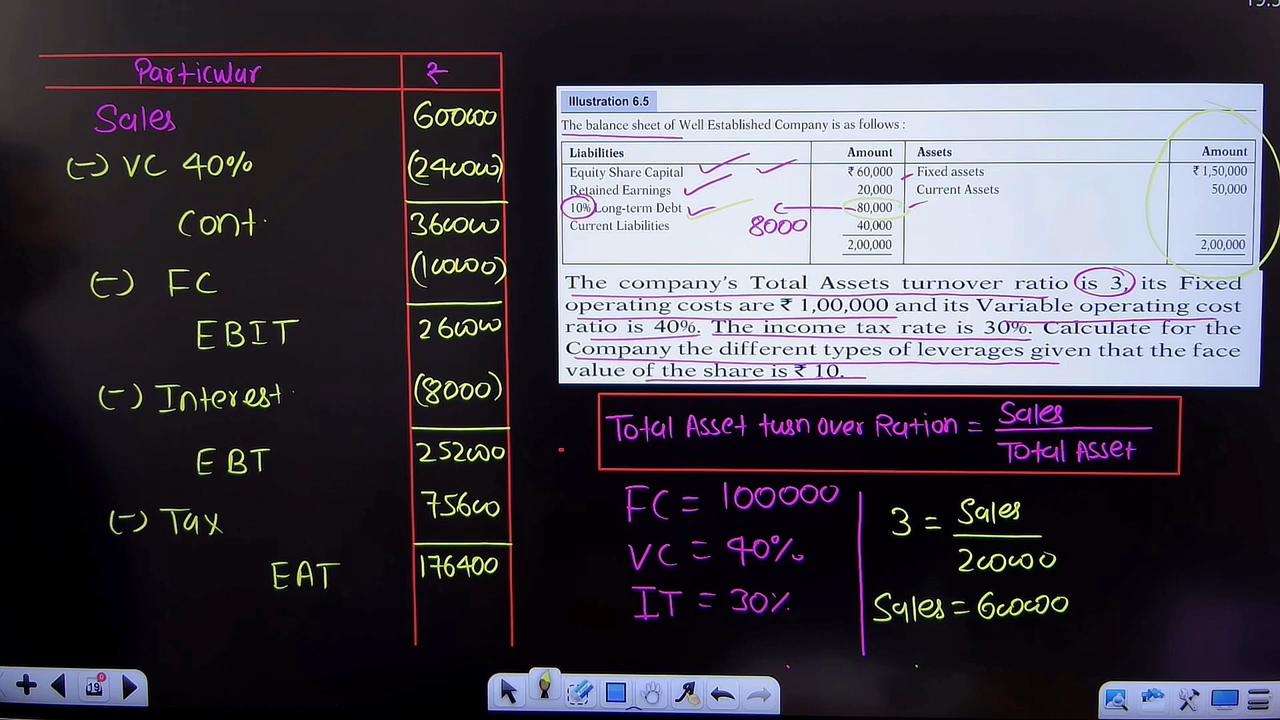 Particular ₹
Sales 600000
(-) VC 40% (240000)
Cont. 360000
(-) FC (100000)
EBIT 260000
(-) Interest (8000)
EBT 252000
(-) Tax 75600
EAT 176400
Illustration 6.5
The balance sheet of Well Established Company is as follows :
Liabilities Amount Assets Amount
Equity Share Capital ₹ 60,000 Fixed assets ₹ 1,50,000
Retained Earnings 20,000 Current Assets 50,000
10% Long-term Debt 80,000
8000
Current Liabilities 40,000
2,00,000 2,00,000
The company's Total Assets turnover ratio is 3, its Fixed
operating costs are ₹ 1,00,000 and its Variable operating cost
ratio is 40%. The income tax rate is 30%. Calculate for the
Company the different types of leverages given that the face
value of the share is ₹ 10.
Total Asset turn over Ration = Sales
Total Asset
FC = 100000
VC = 40%
IT = 30%
3 = Sales
200000
Sales = 600000
19